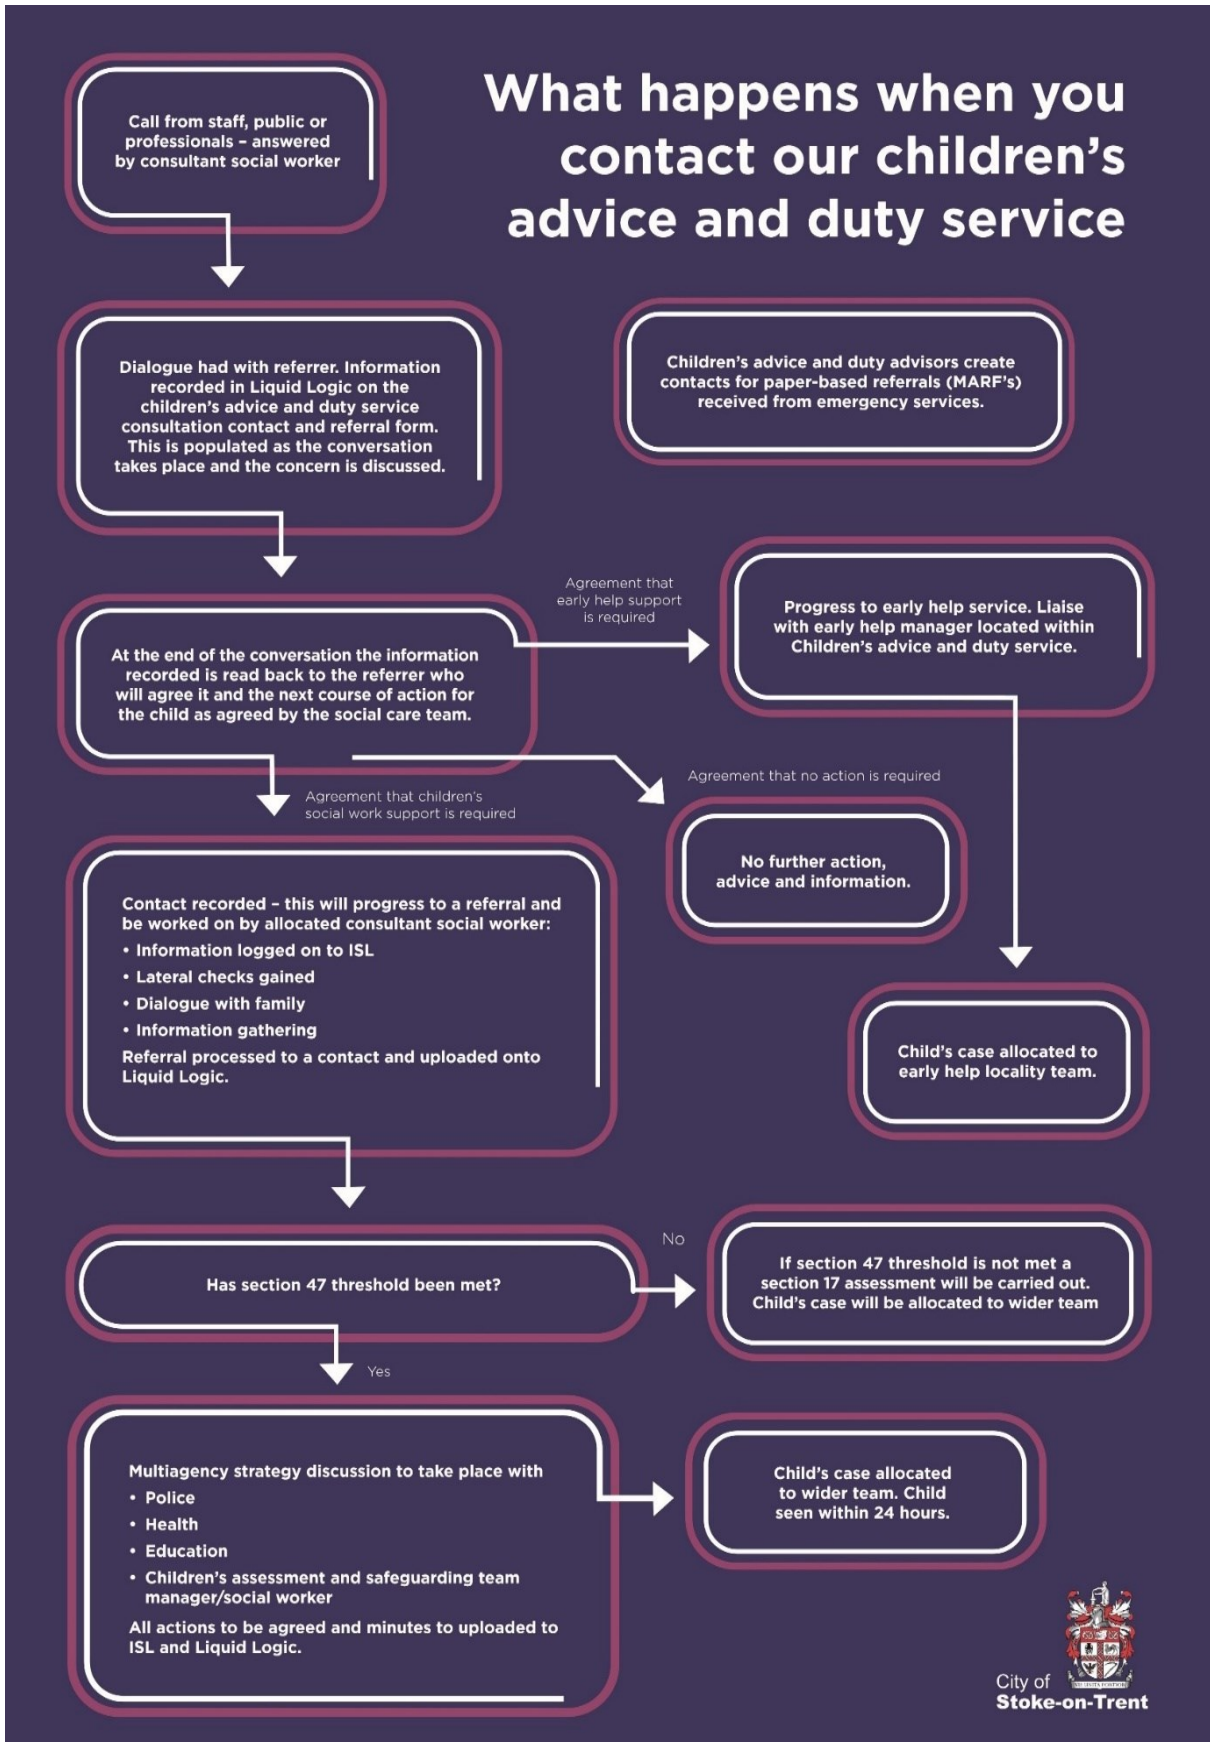 What happens when you
contact our children's
advice and duty service
Call from staff, public or
professionals – answered
by consultant social worker
Dialogue had with referrer. Information
recorded in Liquid Logic on the
children's advice and duty service
consultation contact and referral form.
This is populated as the conversation
takes place and the concern is discussed.
Children's advice and duty advisors create
contacts for paper-based referrals (MARF's)
received from emergency services.
At the end of the conversation the information
recorded is read back to the referrer who
will agree it and the next course of action for
the child as agreed by the social care team.
Agreement that
early help support
is required
Progress to early help service. Liaise
with early help manager located within
Children's advice and duty service.
Agreement that no action is required
No further action,
advice and information.
Child's case allocated to
early help locality team.
Agreement that children's
social work support is required
Contact recorded – this will progress to a referral and
be worked on by allocated consultant social worker:
• Information logged on to ISL
• Lateral checks gained
• Dialogue with family
• Information gathering
Referral processed to a contact and uploaded onto
Liquid Logic.
Has section 47 threshold been met?
No
If section 47 threshold is not met a
section 17 assessment will be carried out.
Child's case will be allocated to wider team
Yes
Multiagency strategy discussion to take place with
• Police
• Health
• Education
• Children's assessment and safeguarding team
manager/social worker
All actions to be agreed and minutes to uploaded to
ISL and Liquid Logic.
Child's case allocated
to wider team. Child
seen within 24 hours.
City of
Stoke-on-Trent